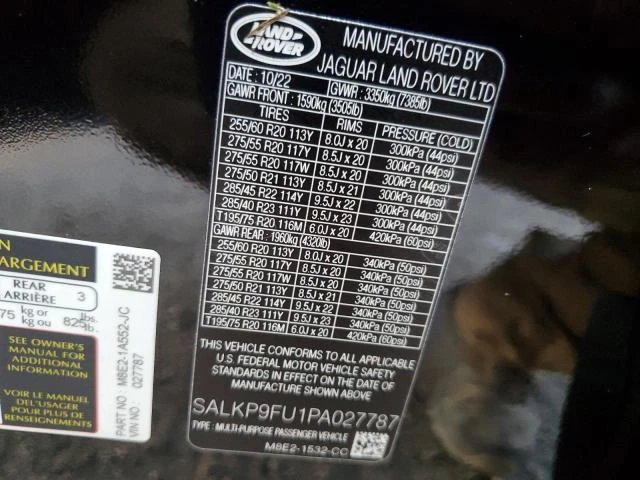 LAND
ROVER
MANUFACTURED BY
JAGUAR LAND ROVER LTD
DATE: 10/22 GVWR: 3350kg (7385lb)
GAWR FRONT: 1590kg (3505lb)
TIRES RIMS PRESSURE (COLD)
255/60 R20 113Y 8.0J x 20 300kPa (44psi)
275/55 R20 117Y 8.5J x 20 300kPa (44psi)
275/55 R20 117W 8.5J x 20 300kPa (44psi)
275/50 R21 113Y 8.5J x 21 300kPa (44psi)
285/45 R22 114Y 9.5J x 22 300kPa (44psi)
285/40 R23 111Y 9.5J x 23 300kPa (44psi)
T195/75 R20 116M 6.0J x 20 420kPa (60psi)
GAWR REAR: 1960kg (4320lb)
255/60 R20 113Y 8.0J x 20 340kPa (50psi)
275/55 R20 117Y 8.5J x 20 340kPa (50psi)
275/55 R20 117W 8.5J x 20 340kPa (50psi)
275/50 R21 113Y 8.5J x 21 340kPa (50psi)
285/45 R22 114Y 9.5J x 22 340kPa (50psi)
285/40 R23 111Y 9.5J x 23 340kPa (50psi)
T195/75 R20 116M 6.0J x 20 420kPa (60psi)
THIS VEHICLE CONFORMS TO ALL APPLICABLE
U.S. FEDERAL MOTOR VEHICLE SAFETY
STANDARDS IN EFFECT ON THE DATE OF
MANUFACTURE SHOWN ABOVE
SALKP9FU1PA027787
TYPE: MULTI-PURPOSE PASSENGER VEHICLE
M8E2-1532-CC
N
CHARGEMENT
REAR
ARRIÈRE 3
75 kg or
kg ou 825 lbs.
lb.
SEE OWNER'S
MANUAL FOR
ADDITIONAL
INFORMATION
VOIR LE MANUEL
DE L'USAGER
POUR PLUS DE
RENSEIGNEMENTS
PART NO: M8E2-1A552-JC
VIN NO: 027787